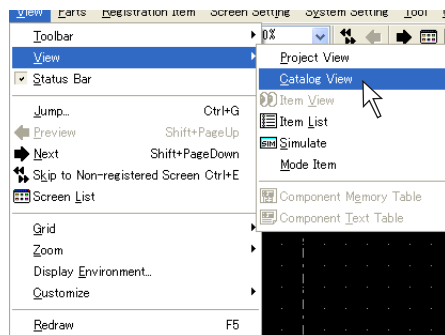 View Parts Registration Item Screen Setting System Setting Tool
Toolbar
0%
View
Status Bar
Jump... Ctrl+G
Preview Shift+PageUp
Next Shift+PageDown
Skip to Non-registered Screen Ctrl+E
Screen List
Grid
Zoom
Display Environment...
Customize
Redraw F5
Project View
Catalog View
Item View
Item List
SIM Simulate
Mode Item
Component Memory Table
Component Text Table